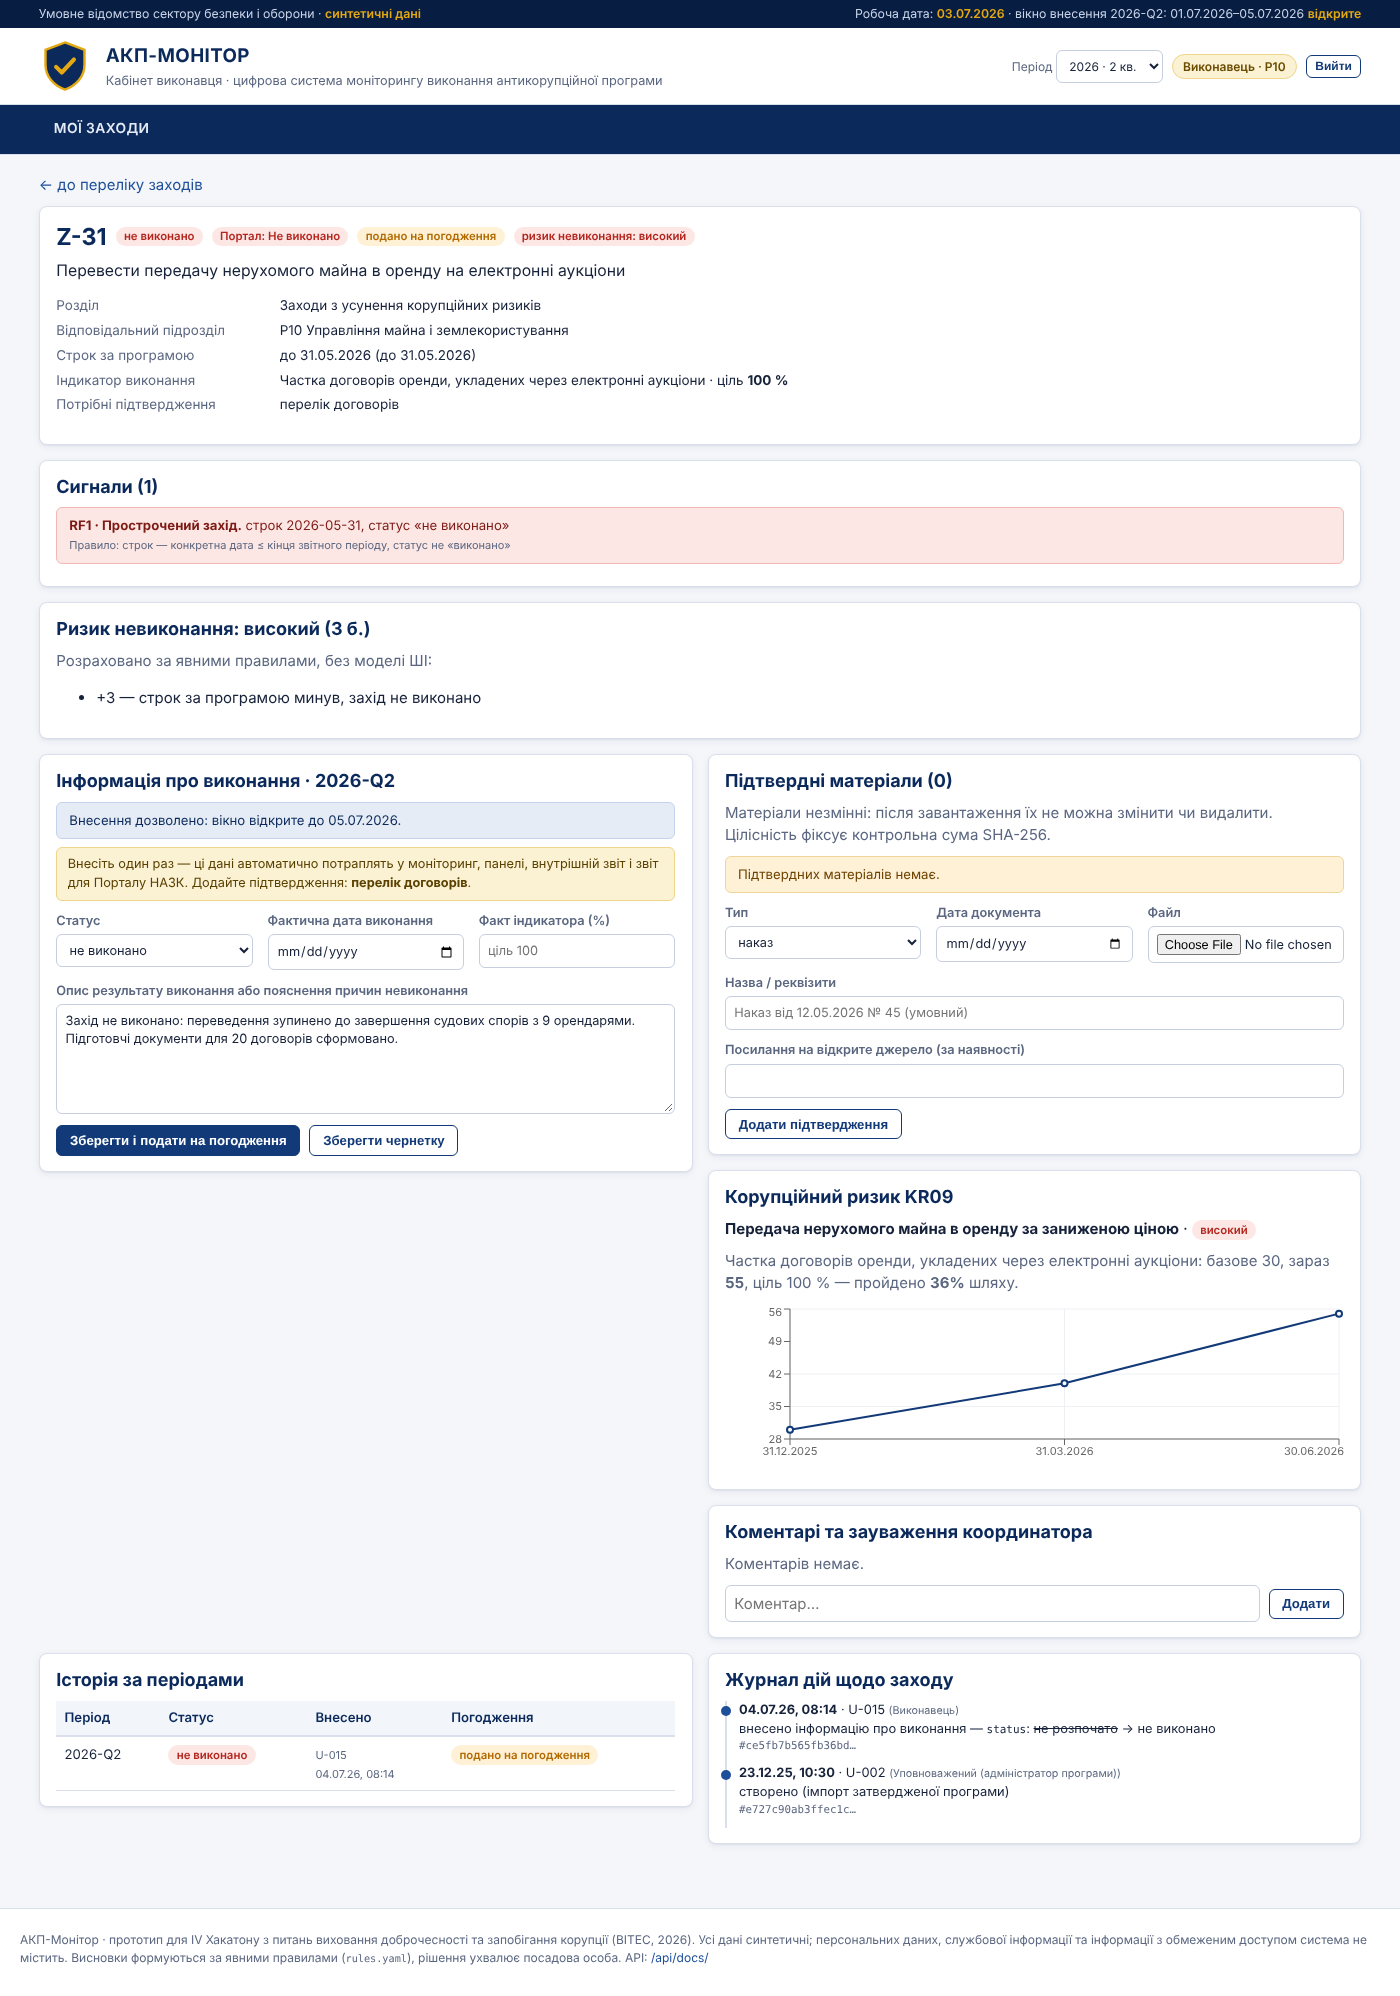 Умовне відомство сектору безпеки і оборони · синтетичні дані
Робоча дата: 03.07.2026 · вікно внесення 2026-Q2: 01.07.2026–05.07.2026 відкрите
АКП-МОНІТОР
Кабінет виконавця · цифрова система моніторингу виконання антикорупційної програми
Період 2026 · 2 кв. Виконавець · P10 Вийти
МОЇ ЗАХОДИ
← до переліку заходів
Z-31 не виконано Портал: Не виконано подано на погодження ризик невиконання: високий
Перевести передачу нерухомого майна в оренду на електронні аукціони
Розділ Заходи з усунення корупційних ризиків
Відповідальний підрозділ P10 Управління майна і землекористування
Строк за програмою до 31.05.2026 (до 31.05.2026)
Індикатор виконання Частка договорів оренди, укладених через електронні аукціони · ціль 100 %
Потрібні підтвердження перелік договорів
Сигнали (1)
RF1 · Прострочений захід. строк 2026-05-31, статус «не виконано»
Правило: строк — конкретна дата ≤ кінця звітного періоду, статус не «виконано»
Ризик невиконання: високий (3 б.)
Розраховано за явними правилами, без моделі ШІ:
• +3 — строк за програмою минув, захід не виконано
Інформація про виконання · 2026-Q2
Внесення дозволено: вікно відкрите до 05.07.2026.
Внесіть один раз — ці дані автоматично потраплять у моніторинг, панелі, внутрішній звіт і звіт
для Порталу НАЗК. Додайте підтвердження: перелік договорів.
Статус Фактична дата виконання Факт індикатора (%)
не виконано mm/dd/yyyy ціль 100
Опис результату виконання або пояснення причин невиконання
Захід не виконано: переведення зупинено до завершення судових спорів з 9 орендарями.
Підготовчі документи для 20 договорів сформовано.
Зберегти і подати на погодження Зберегти чернетку
Підтвердні матеріали (0)
Матеріали незмінні: після завантаження їх не можна змінити чи видалити.
Цілісність фіксує контрольна сума SHA-256.
Підтвердних матеріалів немає.
Тип Дата документа Файл
наказ mm/dd/yyyy Choose File No file chosen
Назва / реквізити
Наказ від 12.05.2026 № 45 (умовний)
Посилання на відкрите джерело (за наявності)
Додати підтвердження
Корупційний ризик KR09
Передача нерухомого майна в оренду за заниженою ціною · високий
Частка договорів оренди, укладених через електронні аукціони: базове 30, зараз
55, ціль 100 % — пройдено 36% шляху.
56
49
42
35
28
31.12.2025 31.03.2026 30.06.2026
Коментарі та зауваження координатора
Коментарів немає.
Коментар... Додати
Історія за періодами
Період Статус Внесено Погодження
2026-Q2 не виконано U-015 подано на погодження
04.07.26, 08:14
Журнал дій щодо заходу
04.07.26, 08:14 · U-015 (Виконавець)
внесено інформацію про виконання — status: не розпочато → не виконано
#ce5fb7b565fb36bd…
23.12.25, 10:30 · U-002 (Уповноважений (адміністратор програми))
створено (імпорт затвердженої програми)
#e727c90ab3ffec1c…
АКП-Монітор · прототип для IV Хакатону з питань виховання доброчесності та запобігання корупції (ВІТЕС, 2026). Усі дані синтетичні; персональних даних, службової інформації та інформації з обмеженим доступом система не
містить. Висновки формуються за явними правилами (rules.yaml), рішення ухвалює посадова особа. API: /api/docs/